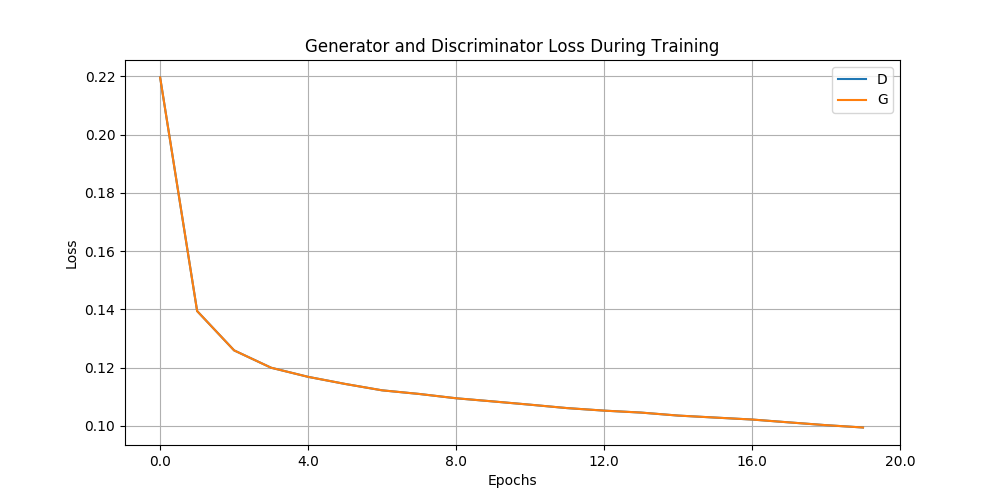 Generator and Discriminator Loss During Training
D
G
0.22
0.20
0.18
0.16
0.14
0.12
0.10
Loss
0.0 4.0 8.0 12.0 16.0 20.0
Epochs